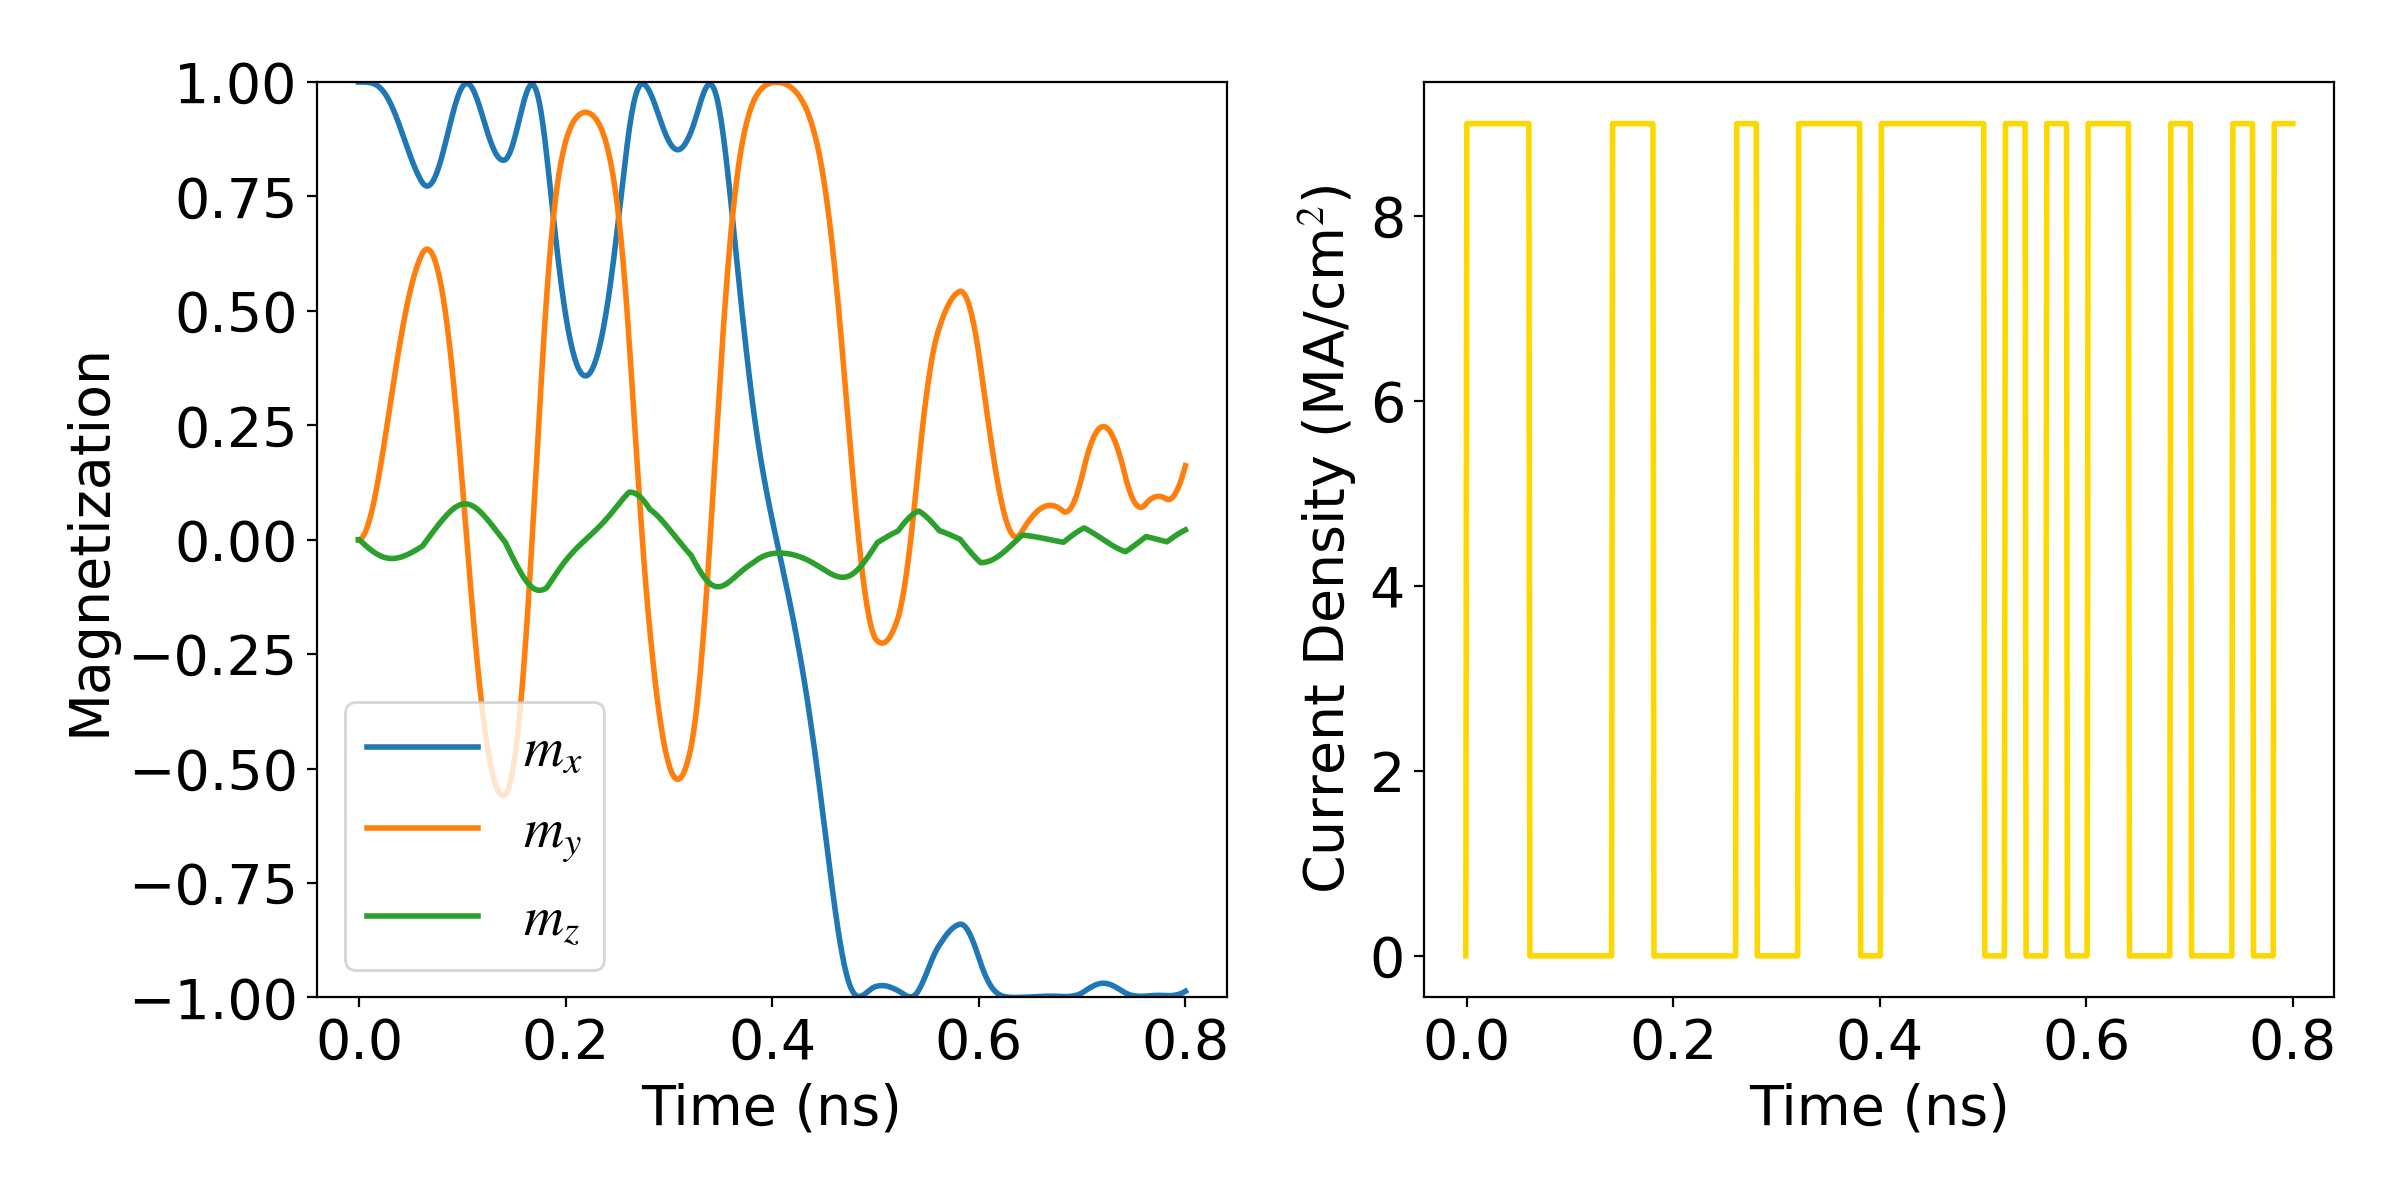 1.00
0.75
0.50
0.25
0.00
−0.25
−0.50
−0.75
−1.00
Magnetization
m_x
m_y
m_z
0.0 0.2 0.4 0.6 0.8
Time (ns)
8
6
4
2
0
Current Density (MA/cm²)
0.0 0.2 0.4 0.6 0.8
Time (ns)